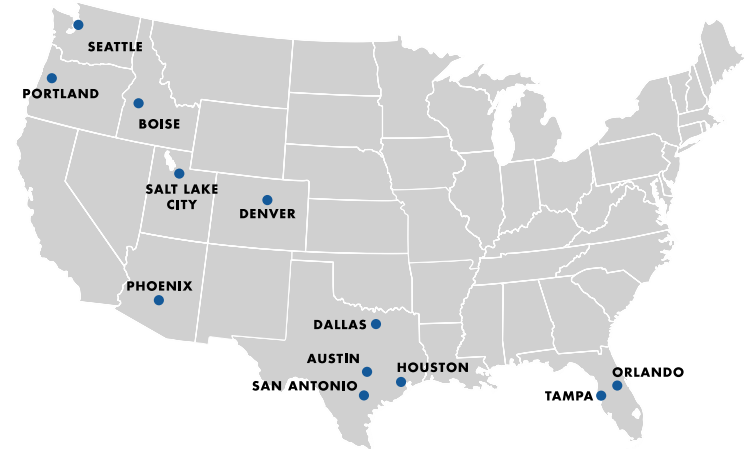 SEATTLE
PORTLAND
BOISE
SALT LAKE
CITY
DENVER
PHOENIX
DALLAS
AUSTIN
HOUSTON
SAN ANTONIO
ORLANDO
TAMPA